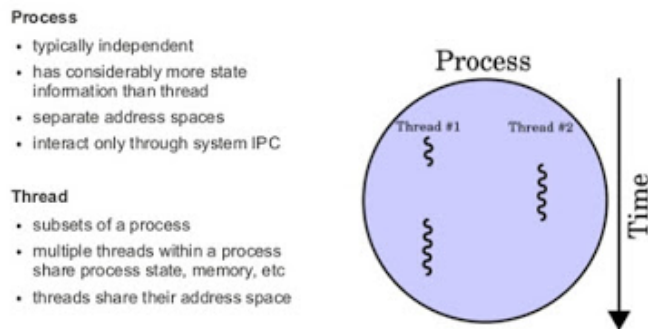 Process
• typically independent
• has considerably more state
information than thread
• separate address spaces
• interact only through system IPC
Thread
• subsets of a process
• multiple threads within a process
share process state, memory, etc
• threads share their address space
Process
Thread #1
Thread #2
Time